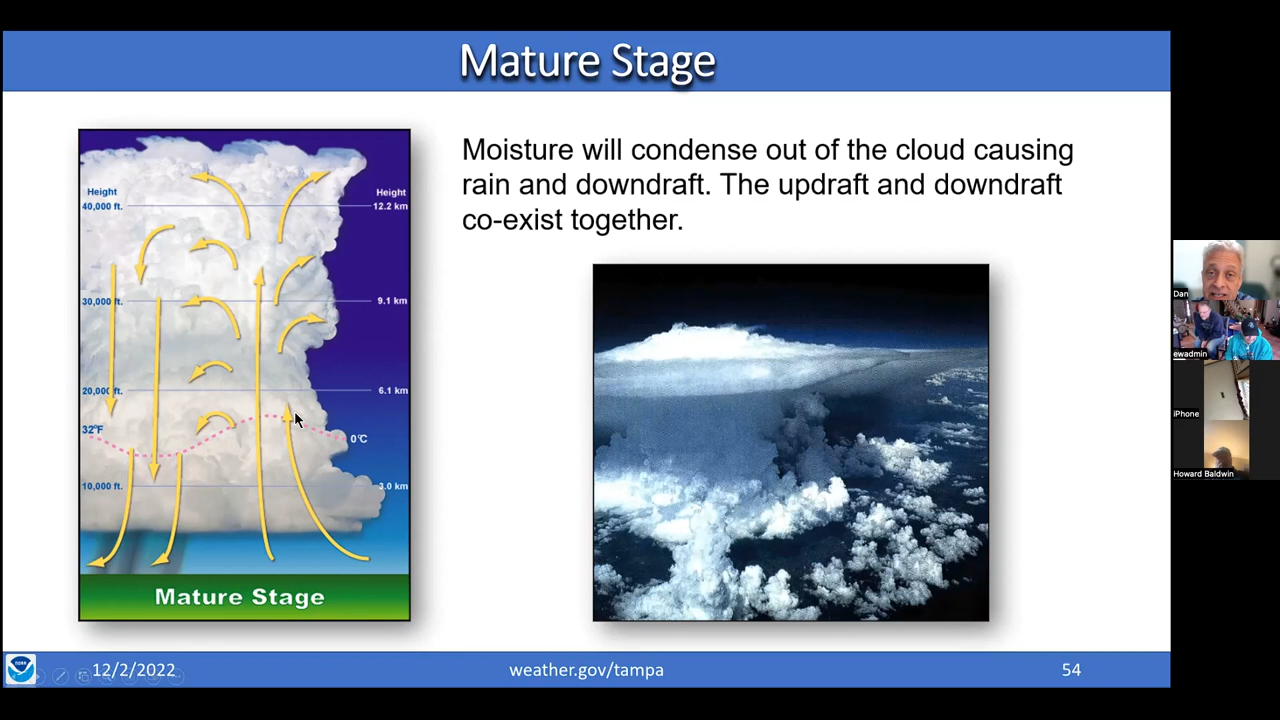 Mature Stage
Moisture will condense out of the cloud causing
rain and downdraft. The updraft and downdraft
co-exist together.
Height
40,000 ft.
Height
12.2 km
30,000 ft.
9.1 km
20,000 ft.
6.1 km
32°F
0°C
10,000 ft.
3.0 km
Mature Stage
12/2/2022
weather.gov/tampa
54
Dan
ewadmin
iPhone
Howard Baldwin